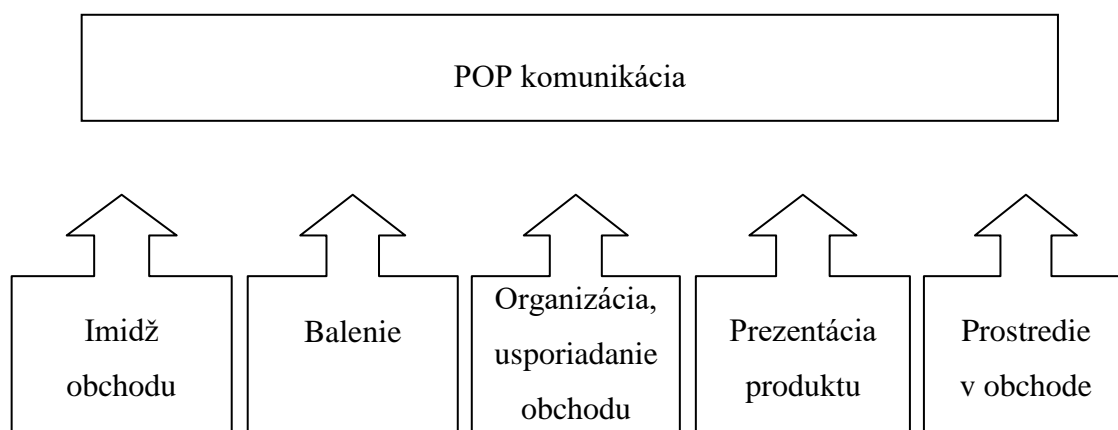 POP komunikácia
Imidž
obchodu
Balenie
Organizácia,
usporiadanie
obchodu
Prezentácia
produktu
Prostredie
v obchode